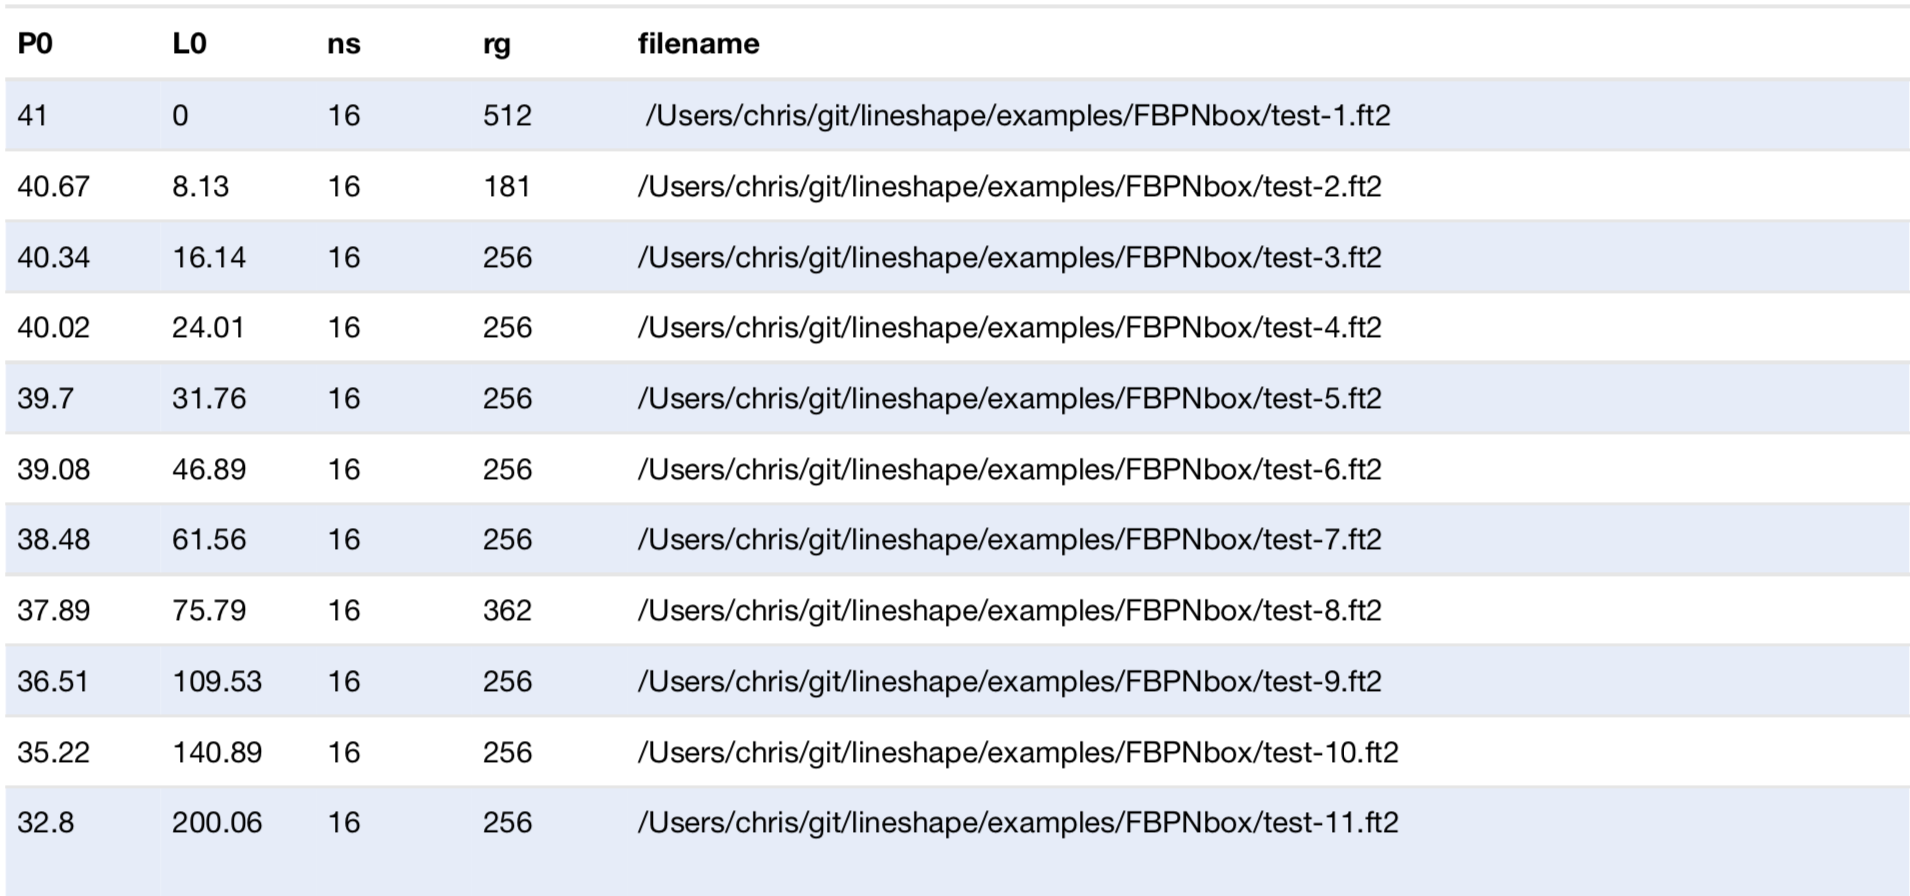 P0 L0 ns rg filename
41 0 16 512 /Users/chris/git/lineshape/examples/FBPNbox/test-1.ft2
40.67 8.13 16 181 /Users/chris/git/lineshape/examples/FBPNbox/test-2.ft2
40.34 16.14 16 256 /Users/chris/git/lineshape/examples/FBPNbox/test-3.ft2
40.02 24.01 16 256 /Users/chris/git/lineshape/examples/FBPNbox/test-4.ft2
39.7 31.76 16 256 /Users/chris/git/lineshape/examples/FBPNbox/test-5.ft2
39.08 46.89 16 256 /Users/chris/git/lineshape/examples/FBPNbox/test-6.ft2
38.48 61.56 16 256 /Users/chris/git/lineshape/examples/FBPNbox/test-7.ft2
37.89 75.79 16 362 /Users/chris/git/lineshape/examples/FBPNbox/test-8.ft2
36.51 109.53 16 256 /Users/chris/git/lineshape/examples/FBPNbox/test-9.ft2
35.22 140.89 16 256 /Users/chris/git/lineshape/examples/FBPNbox/test-10.ft2
32.8 200.06 16 256 /Users/chris/git/lineshape/examples/FBPNbox/test-11.ft2